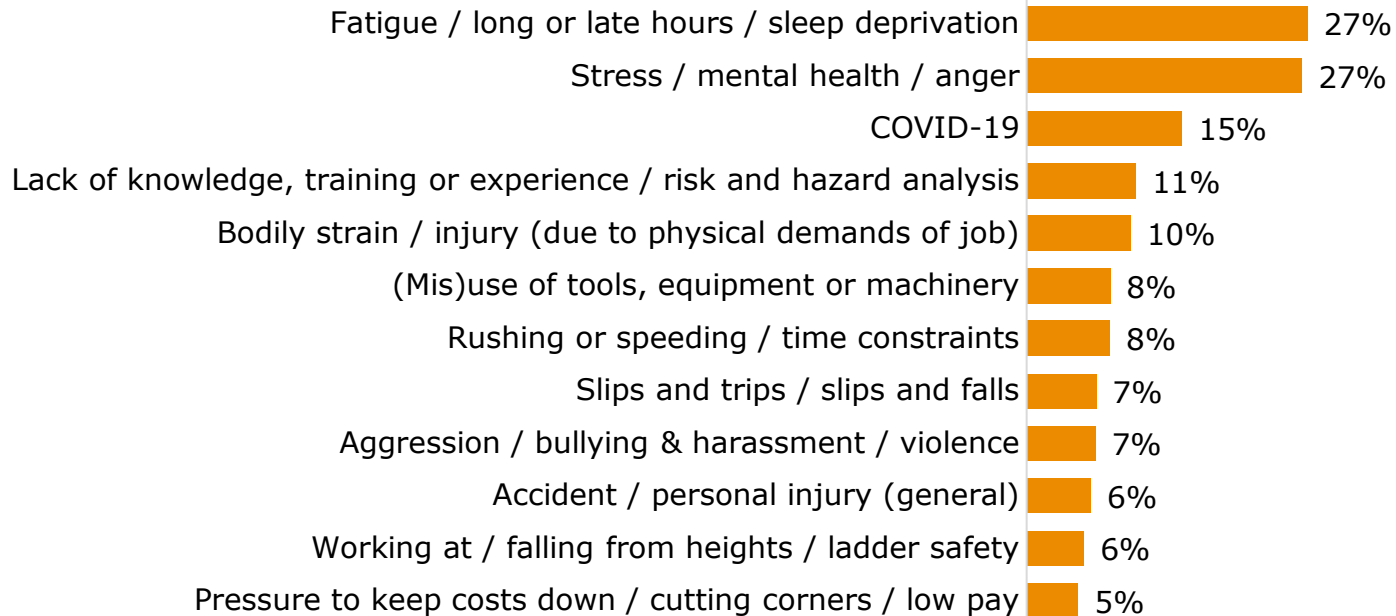 Fatigue / long or late hours / sleep deprivation 27%
Stress / mental health / anger 27%
COVID-19 15%
Lack of knowledge, training or experience / risk and hazard analysis 11%
Bodily strain / injury (due to physical demands of job) 10%
(Mis)use of tools, equipment or machinery 8%
Rushing or speeding / time constraints 8%
Slips and trips / slips and falls 7%
Aggression / bullying & harassment / violence 7%
Accident / personal injury (general) 6%
Working at / falling from heights / ladder safety 6%
Pressure to keep costs down / cutting corners / low pay 5%